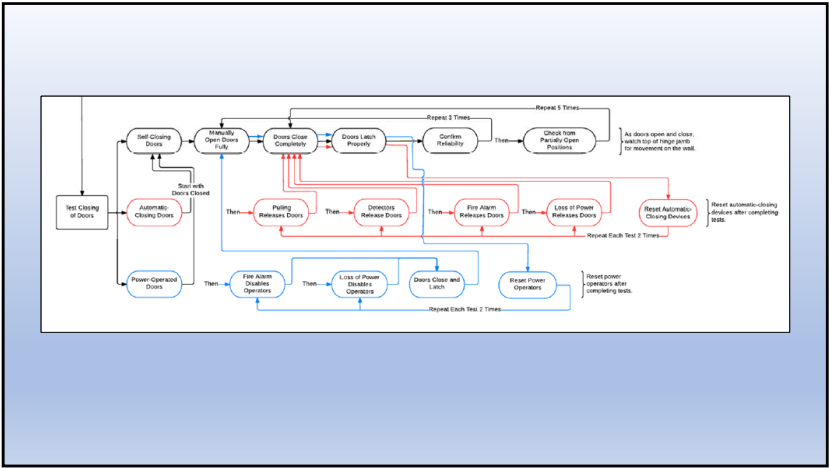 Repeat 5 Times
Repeat 3 Times
Self-Closing
Doors
Manually
Open Doors
Fully
Doors Close
Completely
Doors Latch
Properly
Confirm
Reliability
Then
Check from
Partially Open
Positions
As doors open and close,
watch top of hinge jamb
for movement on the wall.
Start with
Doors Closed
Test Closing
of Doors
Automatic-
Closing Doors
Then
Pulling
Releases Doors
Then
Detectors
Release Doors
Then
Fire Alarm
Releases Doors
Then
Loss of Power
Releases Doors
Reset Automatic-
Closing Devices
Reset automatic-closing
devices after completing
tests.
Repeat Each Test 2 Times
Power-Operated
Doors
Then
Fire Alarm
Disables
Operators
Then
Loss of Power
Disables
Operators
Doors Close and
Latch
Reset Power
Operators
Reset power
operators after
completing tests.
Repeat Each Test 2 Times